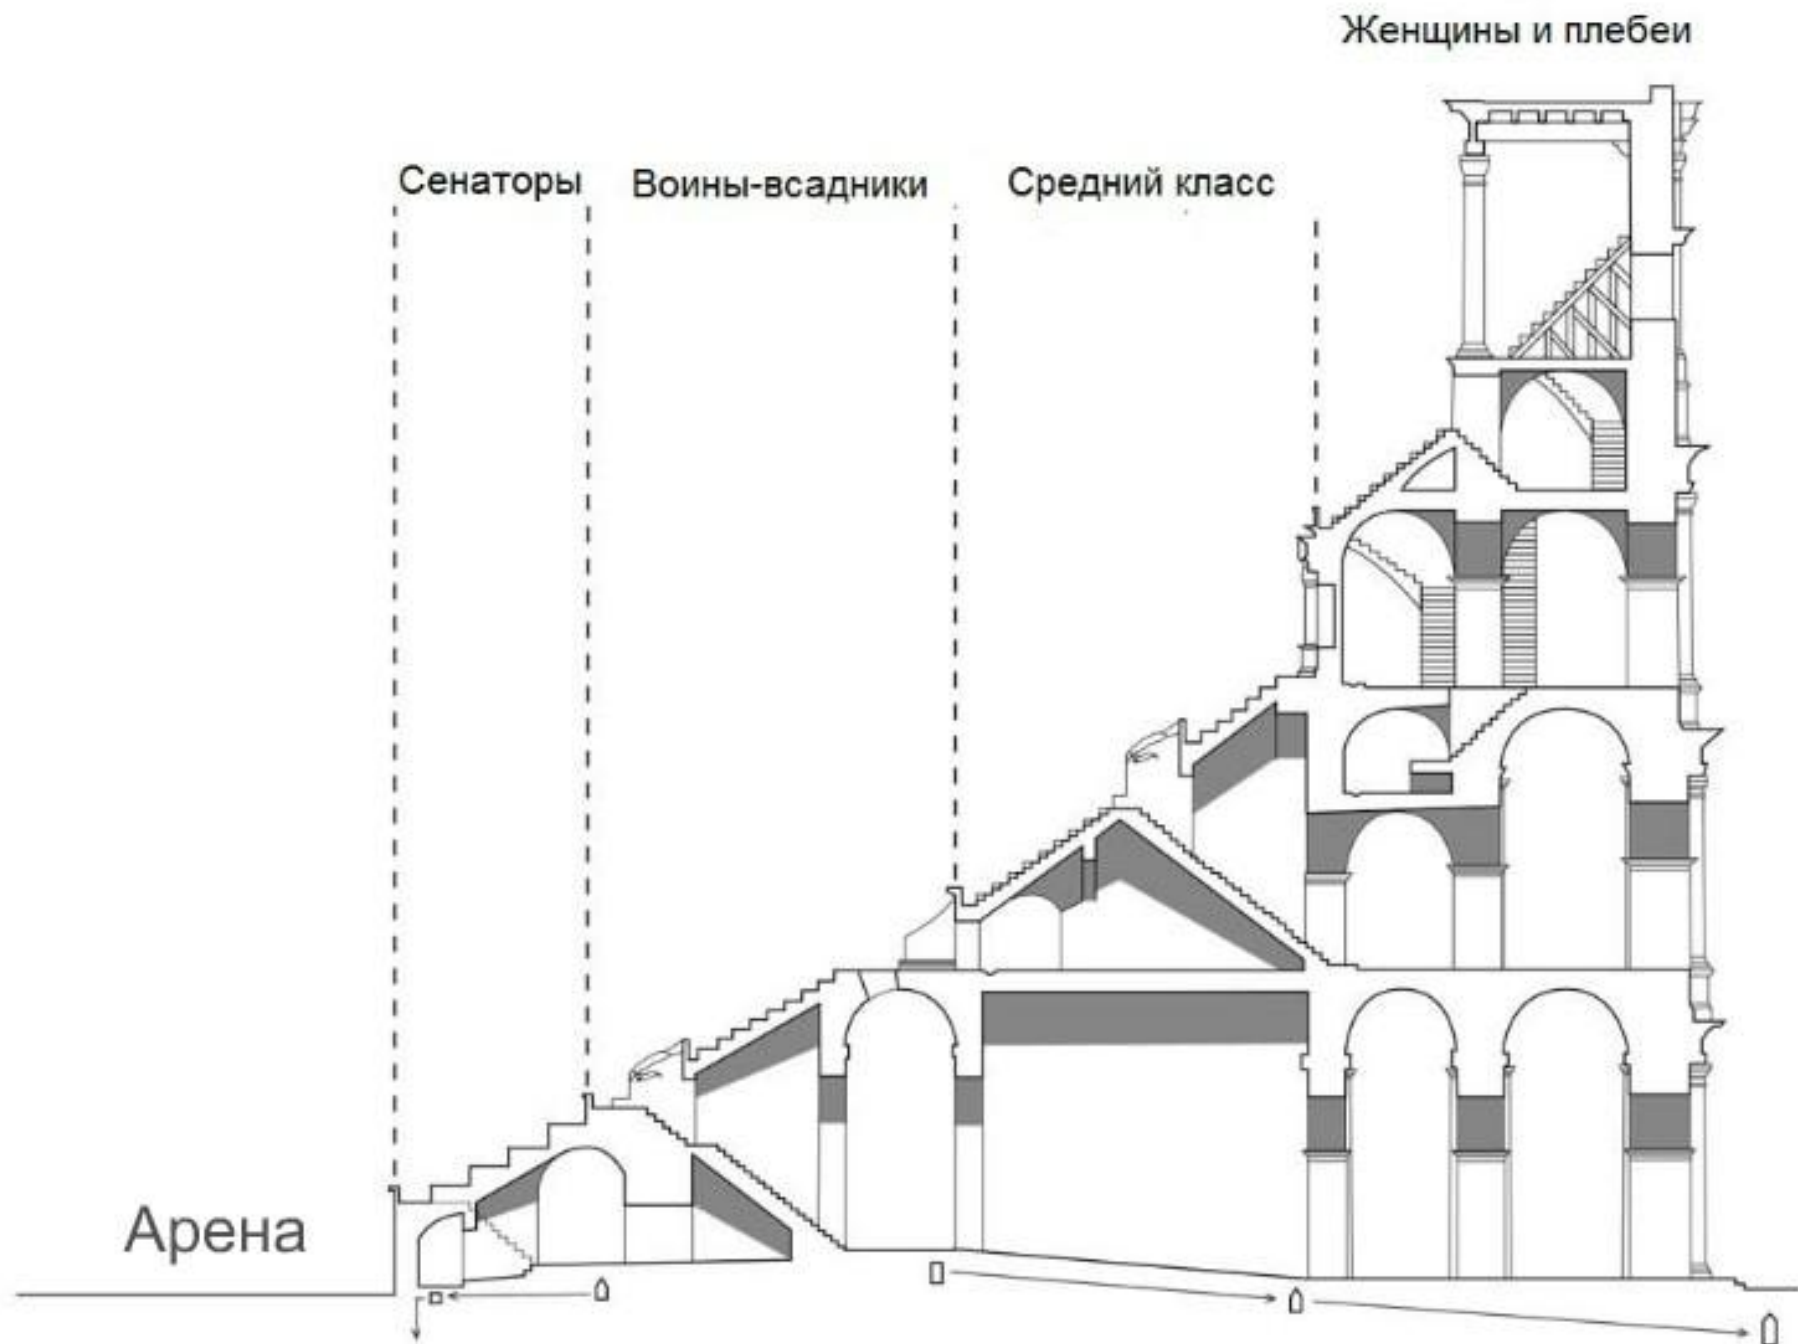 Женщины и плебеи
Сенаторы
Воины-всадники
Средний класс
Арена